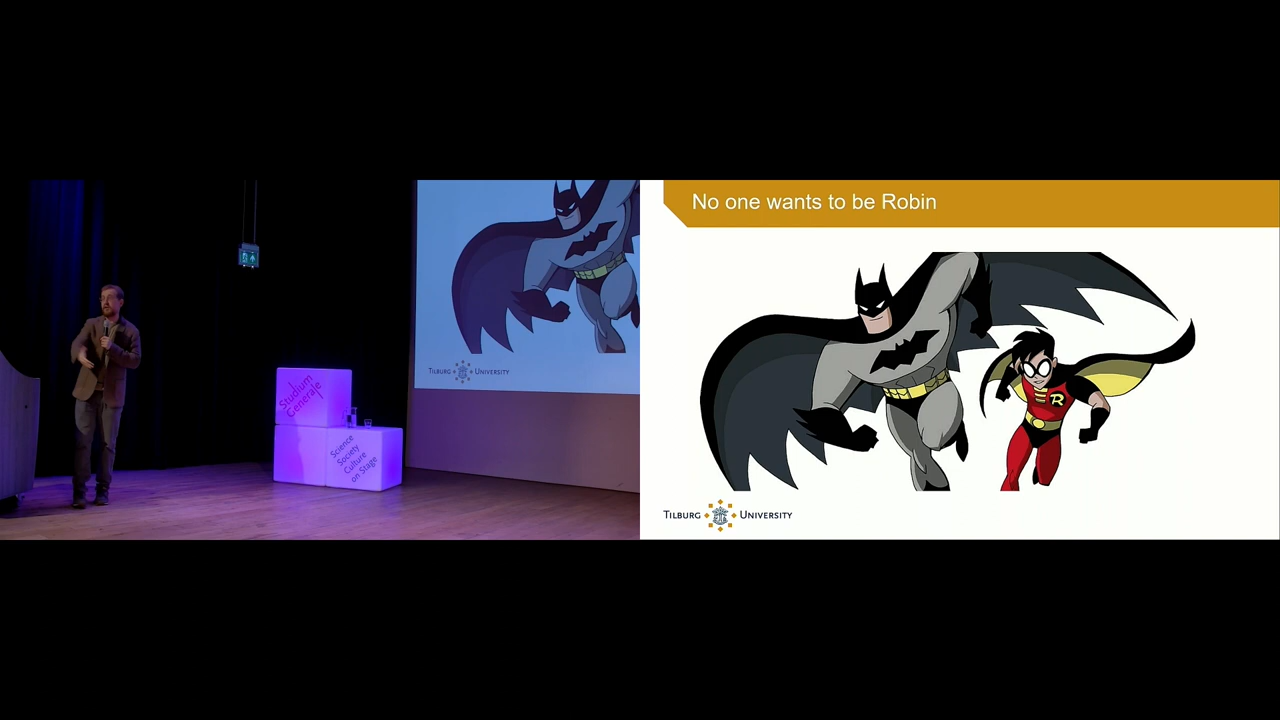 Studium
Generale
Science
Society
Culture
on Stage
TILBURG UNIVERSITY
No one wants to be Robin
R
TILBURG UNIVERSITY